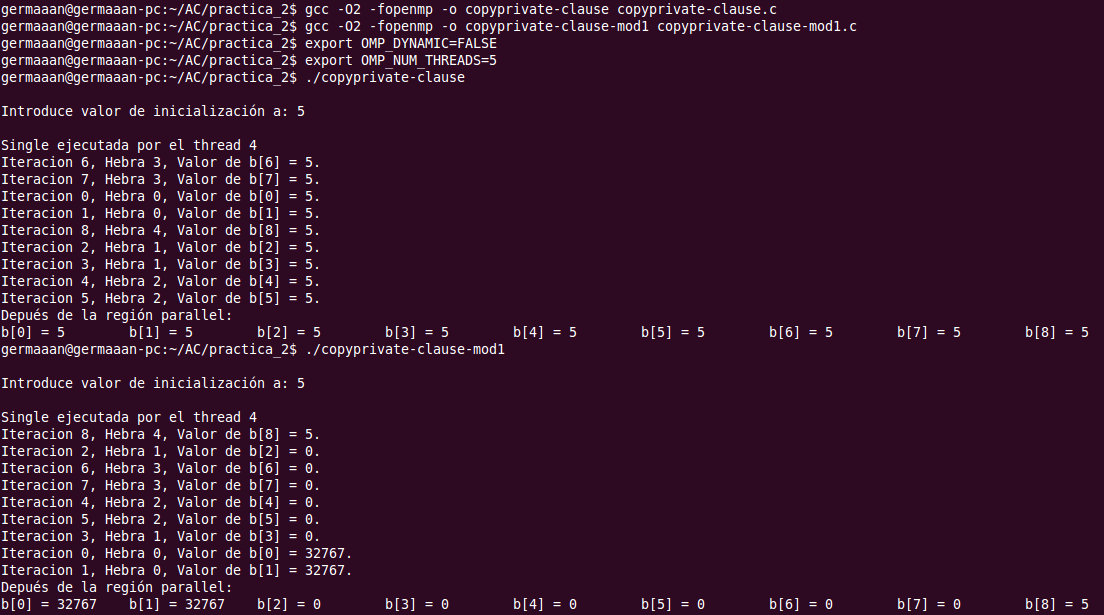 germaaan@germaaan-pc:~/AC/practica_2$ gcc -O2 -fopenmp -o copyprivate-clause copyprivate-clause.c
germaaan@germaaan-pc:~/AC/practica_2$ gcc -O2 -fopenmp -o copyprivate-clause-mod1 copyprivate-clause-mod1.c
germaaan@germaaan-pc:~/AC/practica_2$ export OMP_DYNAMIC=FALSE
germaaan@germaaan-pc:~/AC/practica_2$ export OMP_NUM_THREADS=5
germaaan@germaaan-pc:~/AC/practica_2$ ./copyprivate-clause
Introduce valor de inicialización a: 5
Single ejecutada por el thread 4
Iteracion 6, Hebra 3, Valor de b[6] = 5.
Iteracion 7, Hebra 3, Valor de b[7] = 5.
Iteracion 0, Hebra 0, Valor de b[0] = 5.
Iteracion 1, Hebra 0, Valor de b[1] = 5.
Iteracion 8, Hebra 4, Valor de b[8] = 5.
Iteracion 2, Hebra 1, Valor de b[2] = 5.
Iteracion 3, Hebra 1, Valor de b[3] = 5.
Iteracion 4, Hebra 2, Valor de b[4] = 5.
Iteracion 5, Hebra 2, Valor de b[5] = 5.
Depués de la región parallel:
b[0] = 5 b[1] = 5 b[2] = 5 b[3] = 5 b[4] = 5 b[5] = 5 b[6] = 5 b[7] = 5 b[8] = 5
germaaan@germaaan-pc:~/AC/practica_2$ ./copyprivate-clause-mod1
Introduce valor de inicialización a: 5
Single ejecutada por el thread 4
Iteracion 8, Hebra 4, Valor de b[8] = 5.
Iteracion 2, Hebra 1, Valor de b[2] = 0.
Iteracion 6, Hebra 3, Valor de b[6] = 0.
Iteracion 7, Hebra 3, Valor de b[7] = 0.
Iteracion 4, Hebra 2, Valor de b[4] = 0.
Iteracion 5, Hebra 2, Valor de b[5] = 0.
Iteracion 3, Hebra 1, Valor de b[3] = 0.
Iteracion 0, Hebra 0, Valor de b[0] = 32767.
Iteracion 1, Hebra 0, Valor de b[1] = 32767.
Depués de la región parallel:
b[0] = 32767 b[1] = 32767 b[2] = 0 b[3] = 0 b[4] = 0 b[5] = 0 b[6] = 0 b[7] = 0 b[8] = 5